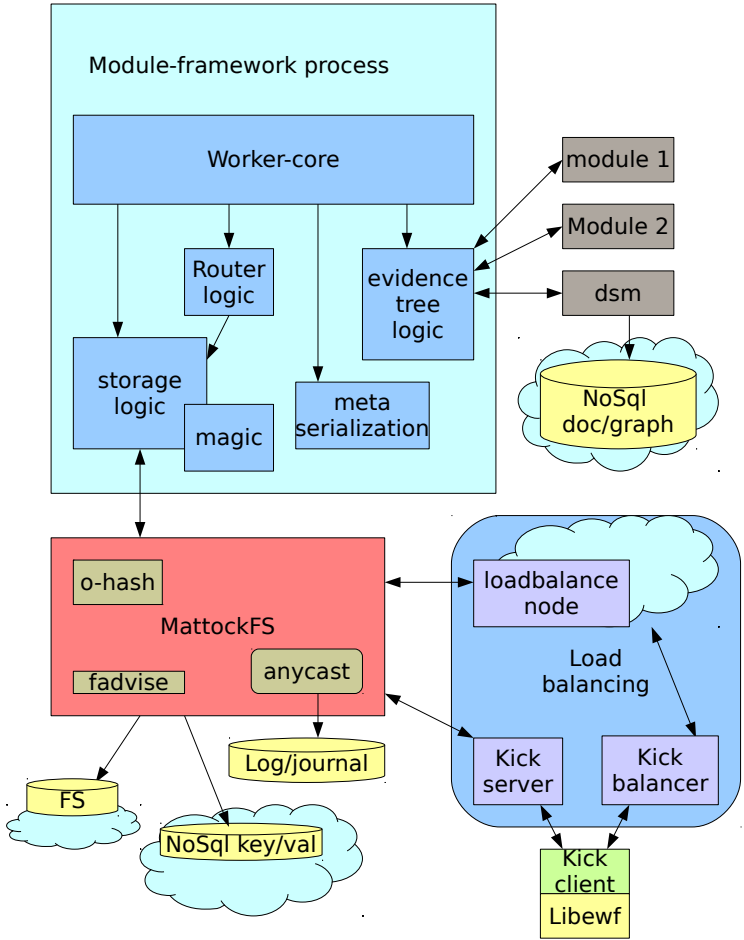 Module-framework process
Worker-core
module 1
Module 2
Router
logic
evidence
tree
logic
dsm
storage
logic
magic
meta
serialization
NoSql
doc/graph
o-hash
MattockFS
fadvise
anycast
loadbalance
node
Load
balancing
Log/journal
Kick
server
Kick
balancer
FS
NoSql key/val
Kick
client
Libewf